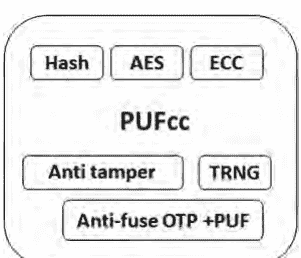 Hash AES ECC
PUFcc
Anti tamper TRNG
Anti-fuse OTP +PUF